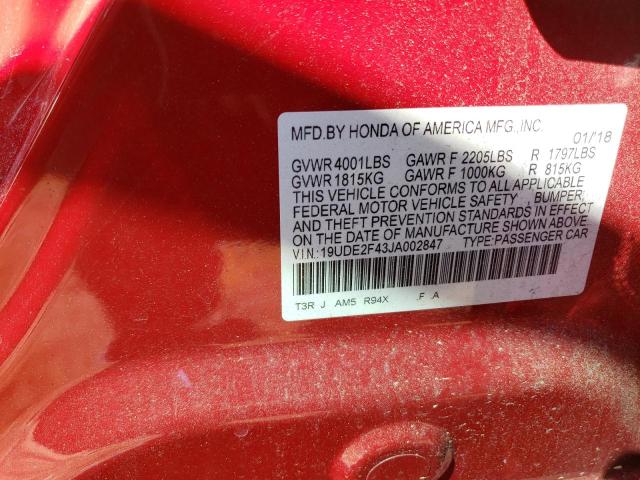 MFD.BY HONDA OF AMERICA MFG.,INC. 01/'18
GVWR 4001LBS GAWR F 2205LBS R 1797LBS
GVWR 1815KG GAWR F 1000KG R 815KG
THIS VEHICLE CONFORMS TO ALL APPLICABLE
FEDERAL MOTOR VEHICLE SAFETY BUMPER,
AND THEFT PREVENTION STANDARDS IN EFFECT
ON THE DATE OF MANUFACTURE SHOWN ABOVE
V.I.N.:19UDE2F43JA002847 TYPE:PASSENGER CAR
T3R J AM5 R94X .F A